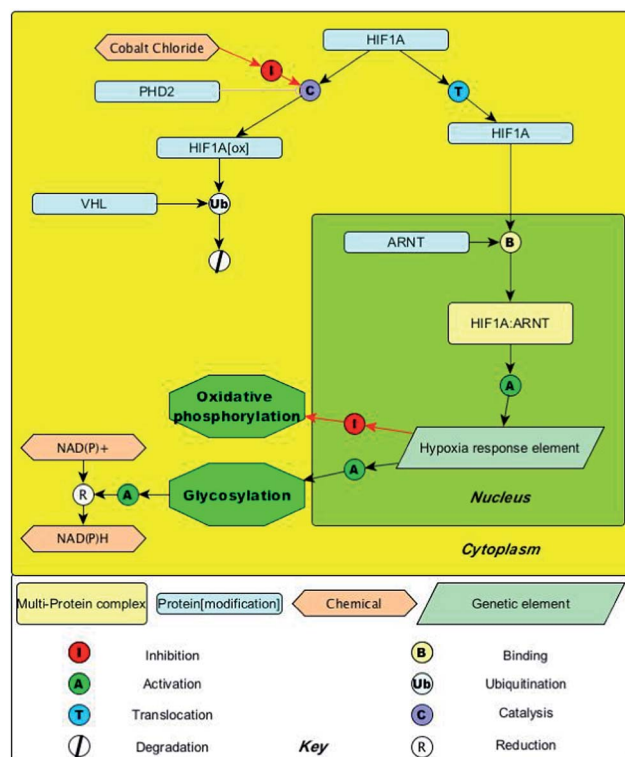 Cobalt Chloride
HIF1A
I
PHD2
C
T
HIF1A[ox]
HIF1A
VHL
Ub
ARNT
B
HIF1A:ARNT
A
Oxidative
phosphorylation
I
Hypoxia response element
NAD(P)+
A
R
A
Glycosylation
Nucleus
NAD(P)H
Cytoplasm
Multi-Protein complex
Protein[modification]
Chemical
Genetic element
I
Inhibition
B
Binding
A
Activation
Ub
Ubiquitination
T
Translocation
C
Catalysis
Degradation
Key
R
Reduction